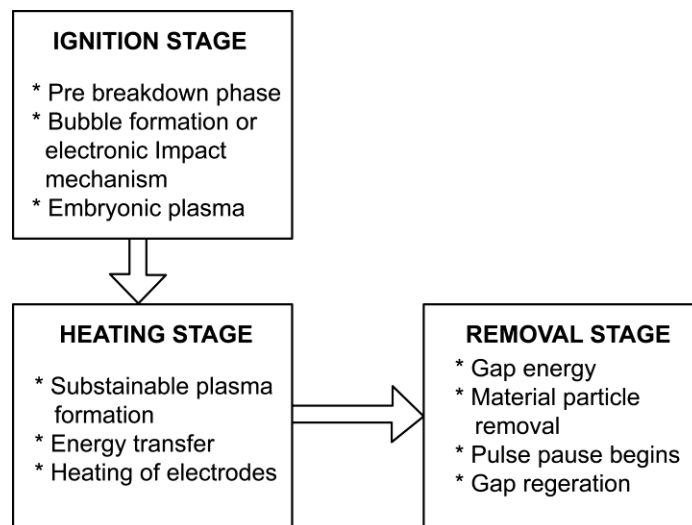 IGNITION STAGE
* Pre breakdown phase
* Bubble formation or
electronic Impact
mechanism
* Embryonic plasma
HEATING STAGE
* Substainable plasma
formation
* Energy transfer
* Heating of electrodes
REMOVAL STAGE
* Gap energy
* Material particle
removal
* Pulse pause begins
* Gap regeration